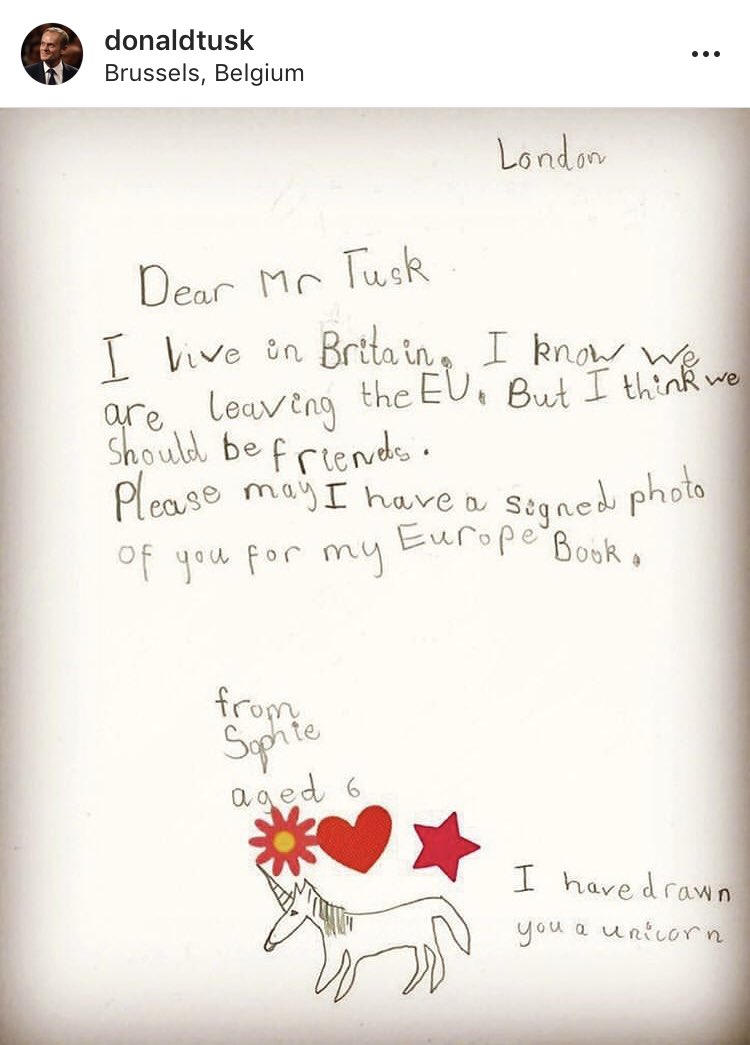 donaldtusk
Brussels, Belgium
London
Dear Mr Tusk
I live in Britain. I know we
are leaving the EU. But I think we
should be friends.
Please may I have a signed photo
of you for my Europe Book.
from
Sophie
aged 6
I have drawn
you a unicorn